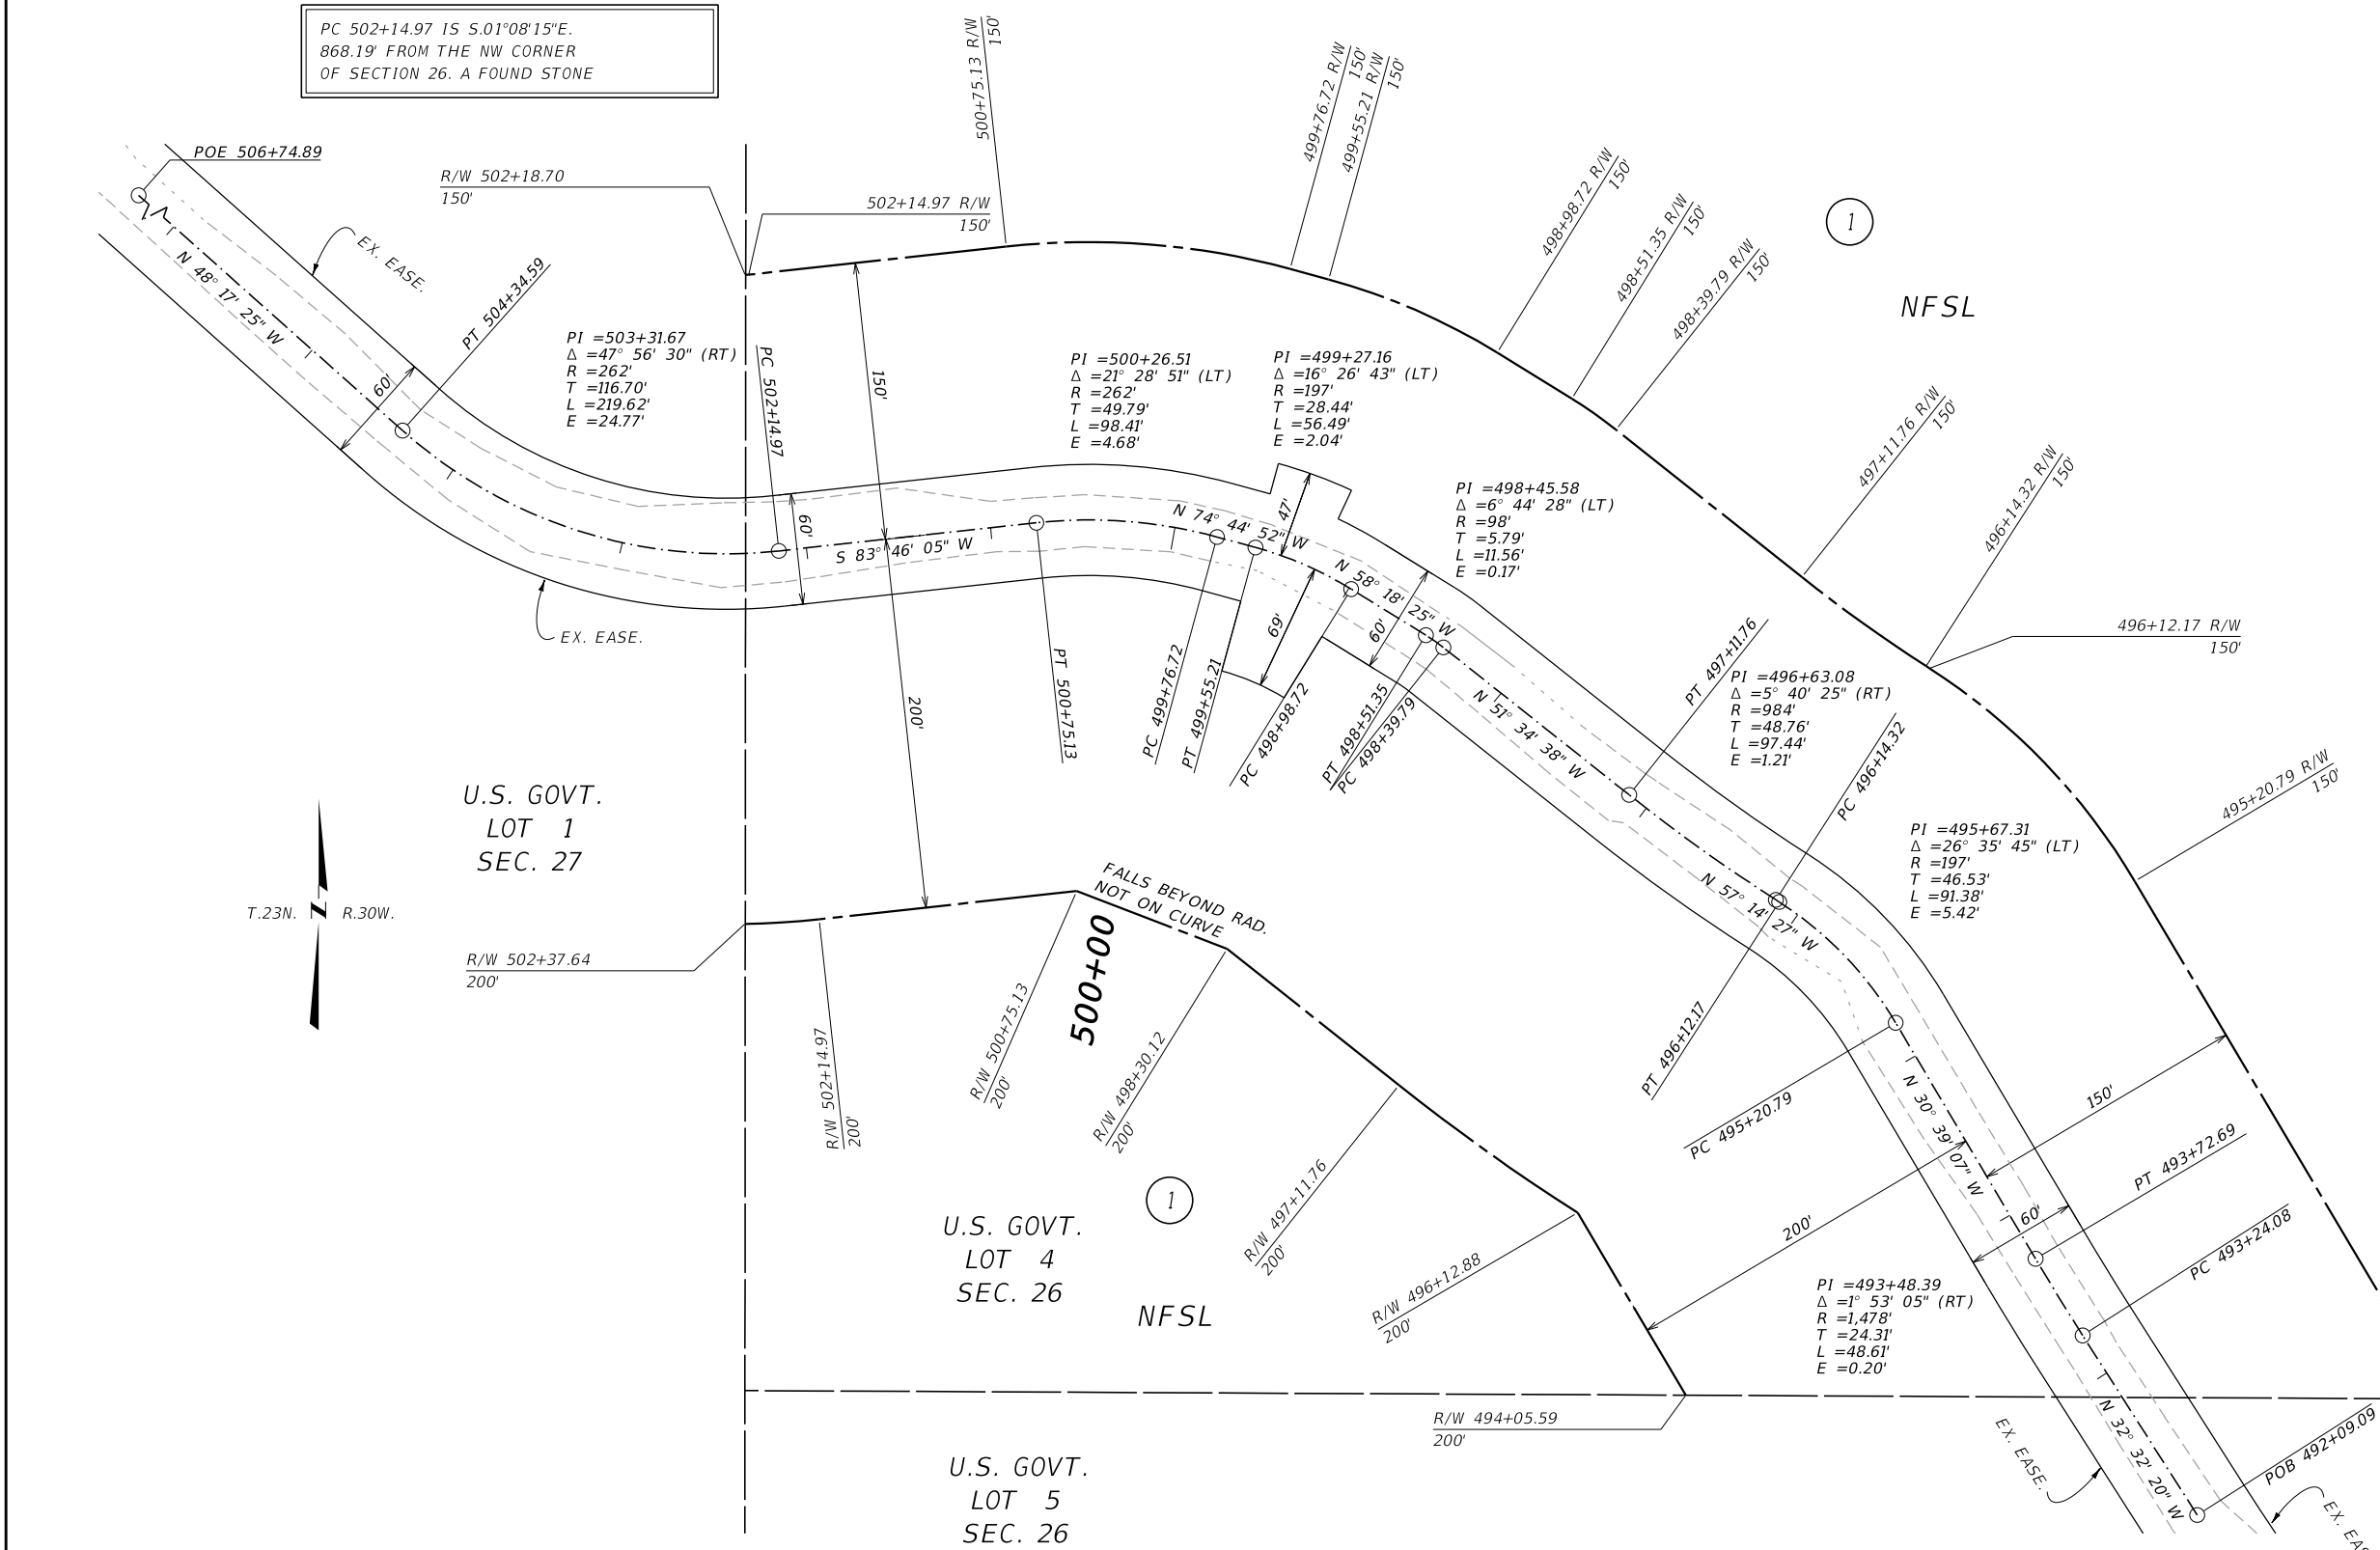 PC 502+14.97 IS S.01°08'15"E.
868.19' FROM THE NW CORNER
OF SECTION 26. A FOUND STONE
POE 506+74.89
R/W 502+18.70
150'
502+14.97 R/W
150'
500+75.13 R/W
150'
499+76.72 R/W
150'
499+55.21 R/W
150'
498+98.72 R/W
150'
498+51.35 R/W
150'
498+39.79 R/W
150'
1
NFSL
497+11.76 R/W
150'
496+14.32 R/W
150'
496+12.17 R/W
150'
495+20.79 R/W
150'
EX. EASE.
N 48° 17' 25" W
PT 504+34.59
60'
PI =503+31.67
Δ =47° 56' 30" (RT)
R =262'
T =116.70'
L =219.62'
E =24.77'
PC 502+14.97
150'
PI =500+26.51
Δ =21° 28' 51" (LT)
R =262'
T =49.79'
L =98.41'
E =4.68'
PI =499+27.16
Δ =16° 26' 43" (LT)
R =197'
T =28.44'
L =56.49'
E =2.04'
PI =498+45.58
Δ =6° 44' 28" (LT)
R =98'
T =5.79'
L =11.56'
E =0.17'
60'
S 83° 46' 05" W
N 74° 44' 52" W
47'
N 58° 18' 25" W
60'
69'
EX. EASE.
200'
PT 500+75.13
PC 499+76.72
PT 499+55.21
PC 498+98.72
PT 498+51.35
PC 498+39.79
N 51° 34' 38" W
PT 497+11.76
PI =496+63.08
Δ =5° 40' 25" (RT)
R =984'
T =48.76'
L =97.44'
E =1.21'
PC 496+14.32
PI =495+67.31
Δ =26° 35' 45" (LT)
R =197'
T =46.53'
L =91.38'
E =5.42'
U.S. GOVT.
LOT 1
SEC. 27
T.23N.
R.30W.
FALLS BEYOND RAD.
NOT ON CURVE
500+00
N 57° 14' 27" W
R/W 502+37.64
200'
R/W 502+14.97
200'
R/W 500+75.13
200'
R/W 498+30.12
200'
PT 496+12.17
PC 495+20.79
N 30° 39' 07" W
150'
PT 493+72.69
60'
PC 493+24.08
200'
1
U.S. GOVT.
LOT 4
SEC. 26
NFSL
R/W 497+11.76
200'
R/W 496+12.88
200'
PI =493+48.39
Δ =1° 53' 05" (RT)
R =1,478'
T =24.31'
L =48.61'
E =0.20'
R/W 494+05.59
200'
N 32° 32' 20" W
POB 492+09.09
EX. EASE.
EX. EAS
U.S. GOVT.
LOT 5
SEC. 26